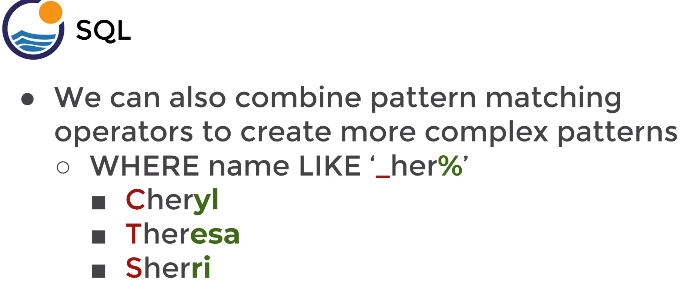 SQL
● We can also combine pattern matching
operators to create more complex patterns
○ WHERE name LIKE ‘_her%’
■ Cheryl
■ Theresa
■ Sherri